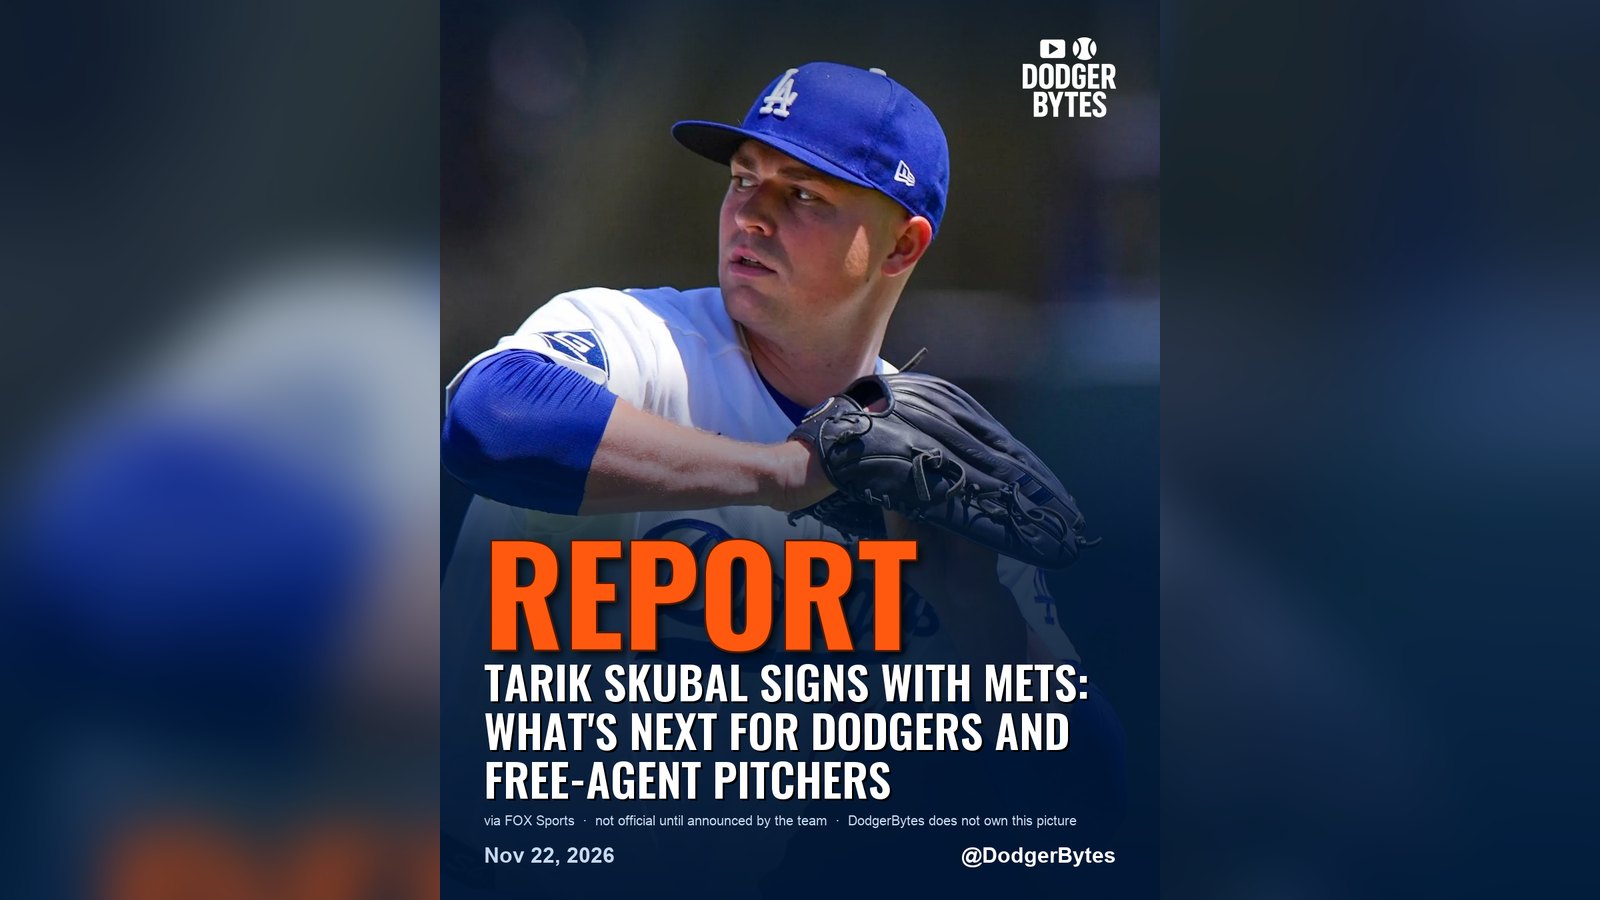 DODGER
BYTES
REPORT
TARIK SKUBAL SIGNS WITH METS:
WHAT'S NEXT FOR DODGERS AND
FREE-AGENT PITCHERS
via FOX Sports · not official until announced by the team · DodgerBytes does not own this picture
Nov 22, 2026
@DodgerBytes